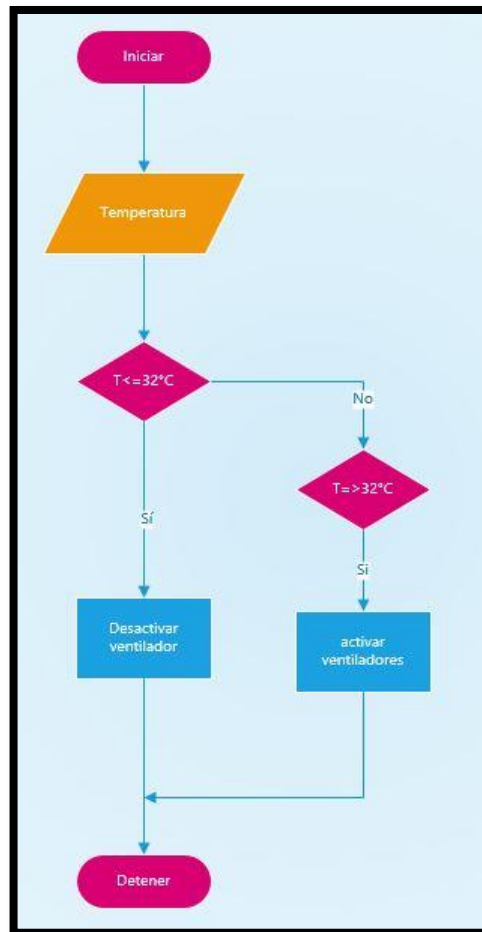 Iniciar
Temperatura
T<=32°C
No
T=>32°C
Sí
Si
Desactivar
ventilador
activar
ventiladores
Detener